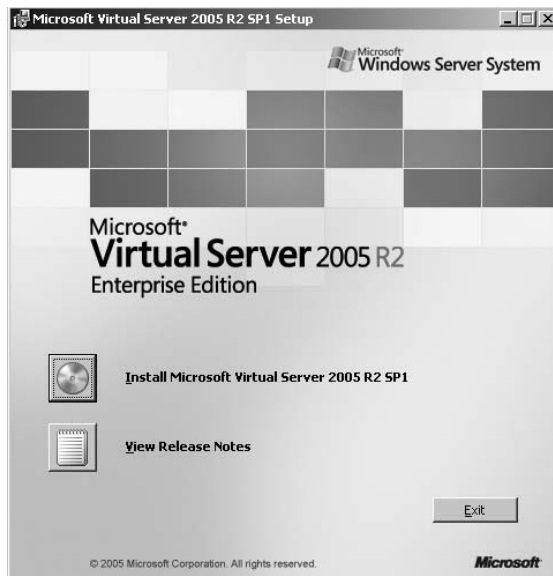 Microsoft Virtual Server 2005 R2 SP1 Setup
Microsoft
Windows Server System
Microsoft®
Virtual Server 2005 R2
Enterprise Edition
Install Microsoft Virtual Server 2005 R2 SP1
View Release Notes
Exit
© 2005 Microsoft Corporation. All rights reserved.
Microsoft